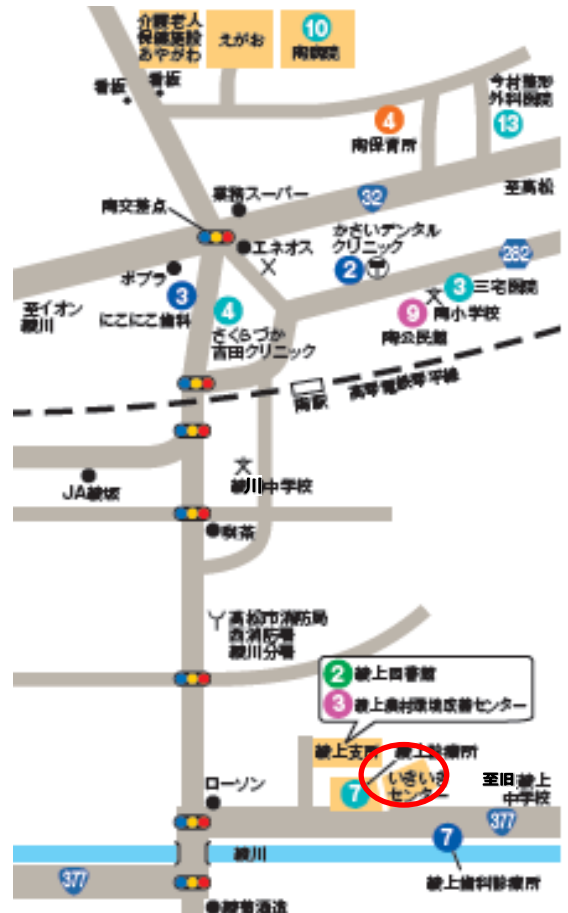 介護老人
保健施設
あやがわ
えがお
10
陶病院
看板
看板
今村整形
外科医院
13
4
陶保育所
業務スーパー
32
至高松
陶交差点
エネオス
かさいデンタル
クリニック
2
282
ポプラ
3
にこにこ歯科
至イオン
綾川
4
さくらづか
吉田クリニック
3
三宅医院
陶小学校
9
陶公民館
陶駅
高琴電鉄琴平線
綾川中学校
JA綾坂
喫茶
高松市消防局
西消防署
綾川分署
2
綾上図書館
3
綾上農村環境改善センター
綾上支所
綾上診療所
いきいき
センター
7
至旧綾上
中学校
ローソン
377
7
綾川
377
綾上歯科診療所
綾菊酒造